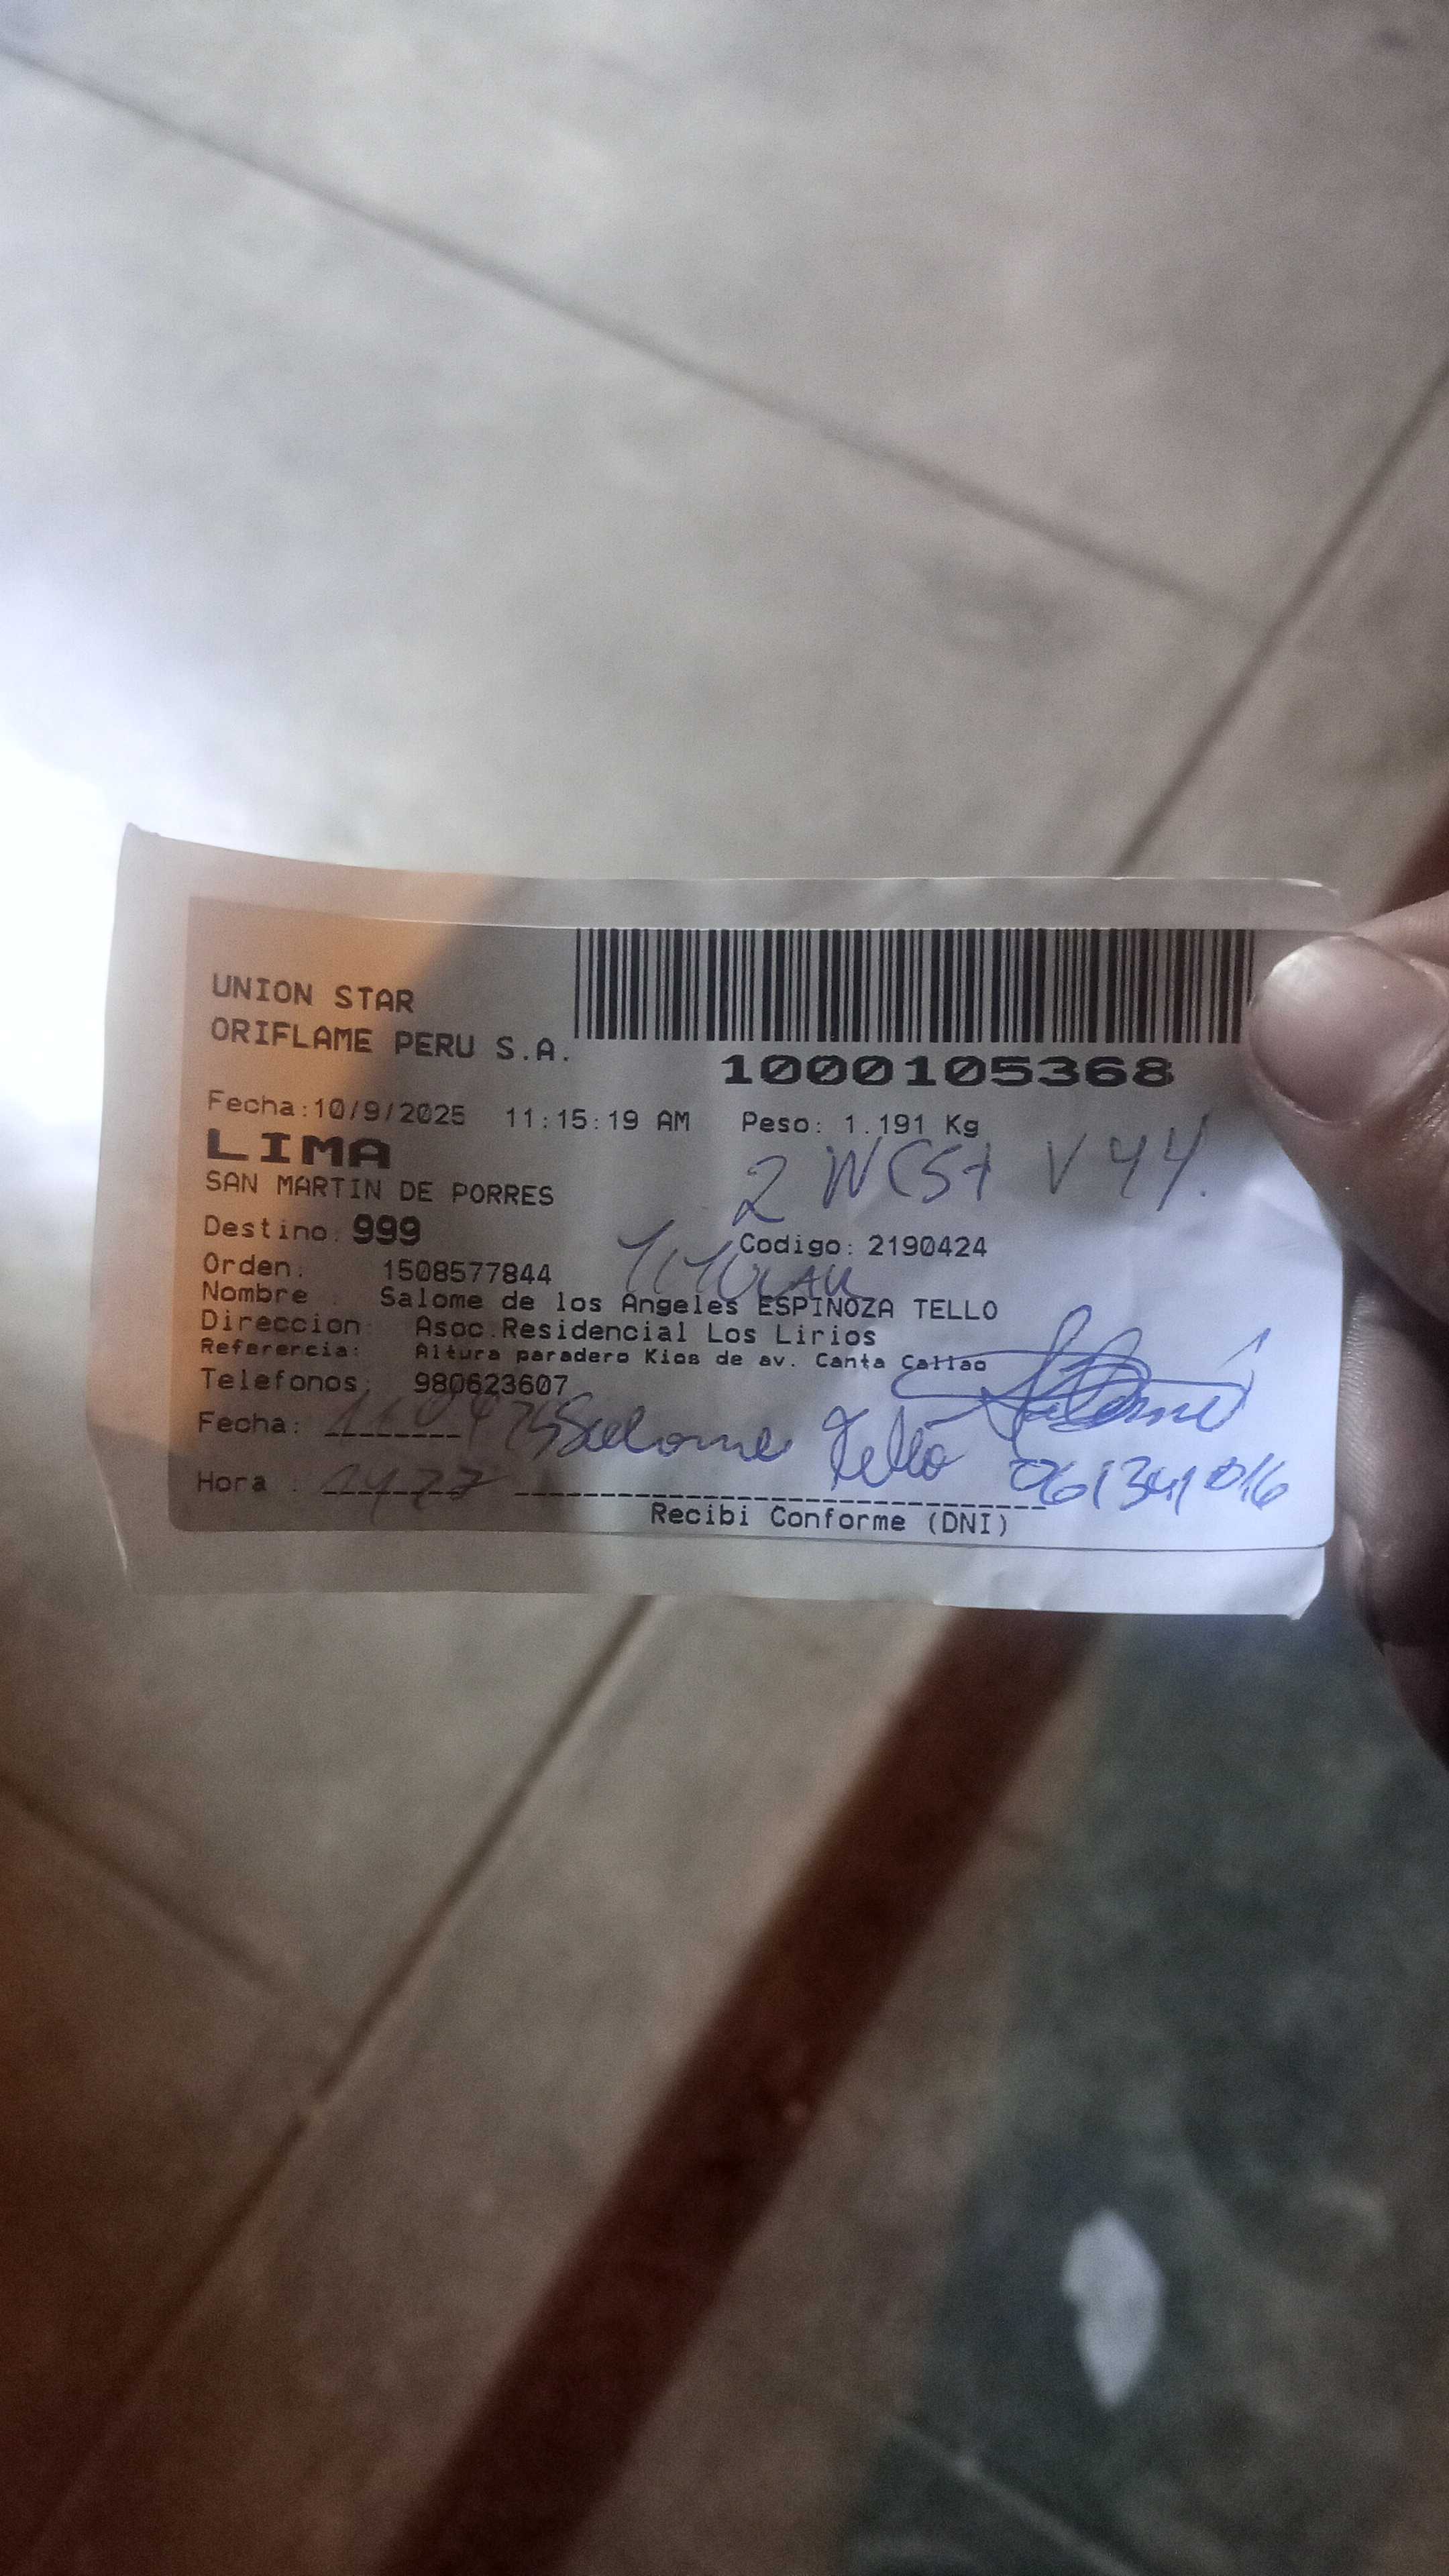 UNION STAR
ORIFLAME PERU S.A.
1000105368
Fecha:10/9/2025 11:15:19 AM Peso: 1.191 Kg
LIMA
SAN MARTIN DE PORRES
Destino: 999
Codigo: 2190424
Orden: 1508577844
Titular
Nombre : Salome de los Angeles ESPINOZA TELLO
Direccion: Asoc.Residencial Los Lirios
Referencia: Altura paradero Kios de av. Canta Callao
Telefonos: 980623607
Fecha:
Salome Tello
Hora :
Recibi Conforme (DNI)